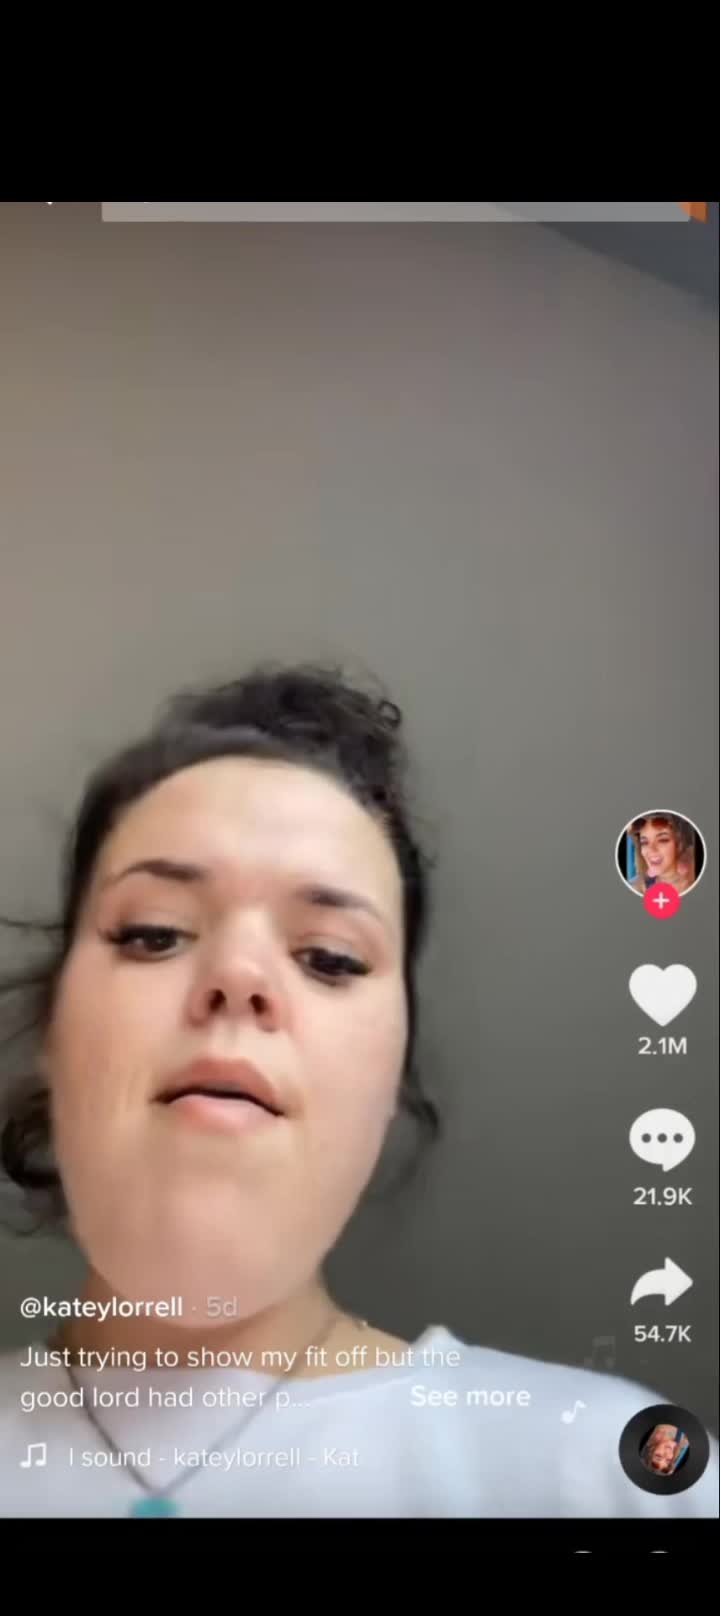 2.1M
21.9K
54.7K
@kateylorrell · 5d
Just trying to show my fit off but the
good lord had other p... See more
l sound - kateylorrell - Kat